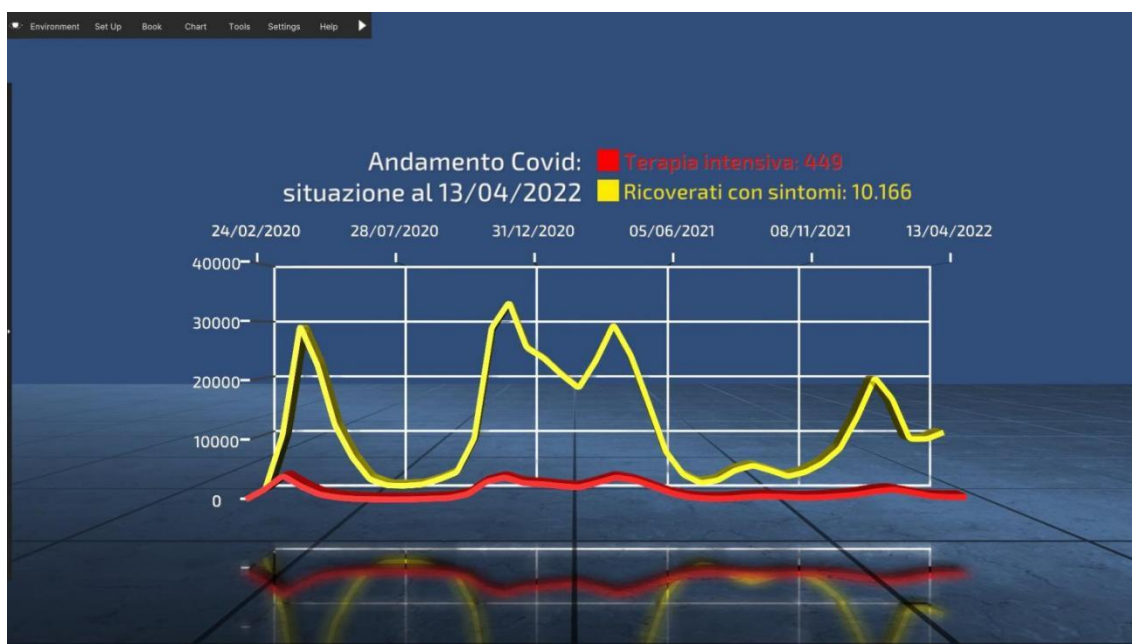 Environment Set Up Book Chart Tools Settings Help
Andamento Covid:
situazione al 13/04/2022
Terapia intensiva: 449
Ricoverati con sintomi: 10.166
24/02/2020 28/07/2020 31/12/2020 05/06/2021 08/11/2021 13/04/2022
40000
30000
20000
10000
0